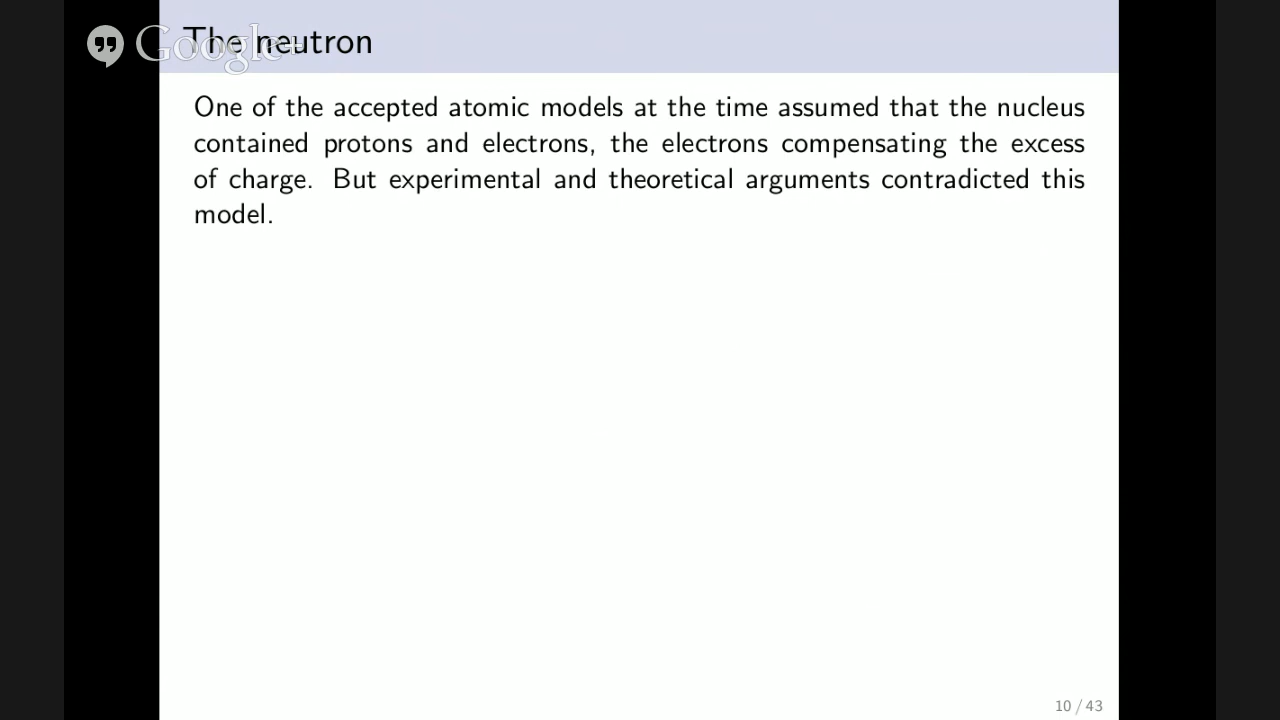 Google+
The neutron
One of the accepted atomic models at the time assumed that the nucleus
contained protons and electrons, the electrons compensating the excess
of charge. But experimental and theoretical arguments contradicted this
model.
10 / 43